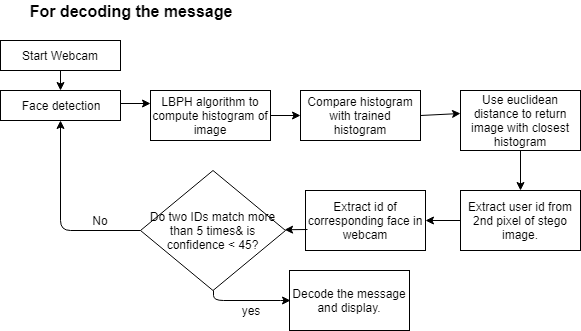 For decoding the message
Start Webcam
Face detection
LBPH algorithm to
compute histogram of
image
Compare histogram
with trained
histogram
Use euclidean
distance to return
image with closest
histogram
Extract user id from
2nd pixel of stego
image.
Extract id of
corresponding face in
webcam
Do two IDs match more
than 5 times& is
confidence < 45?
No
yes
Decode the message
and display.